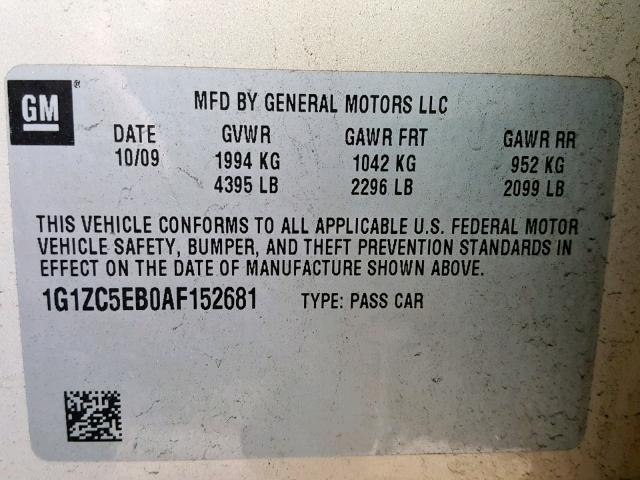 GM ®
MFD BY GENERAL MOTORS LLC
DATE GVWR GAWR FRT GAWR RR
10/09 1994 KG 1042 KG 952 KG
4395 LB 2296 LB 2099 LB
THIS VEHICLE CONFORMS TO ALL APPLICABLE U.S. FEDERAL MOTOR
VEHICLE SAFETY, BUMPER, AND THEFT PREVENTION STANDARDS IN
EFFECT ON THE DATE OF MANUFACTURE SHOWN ABOVE.
1G1ZC5EB0AF152681 TYPE: PASS CAR